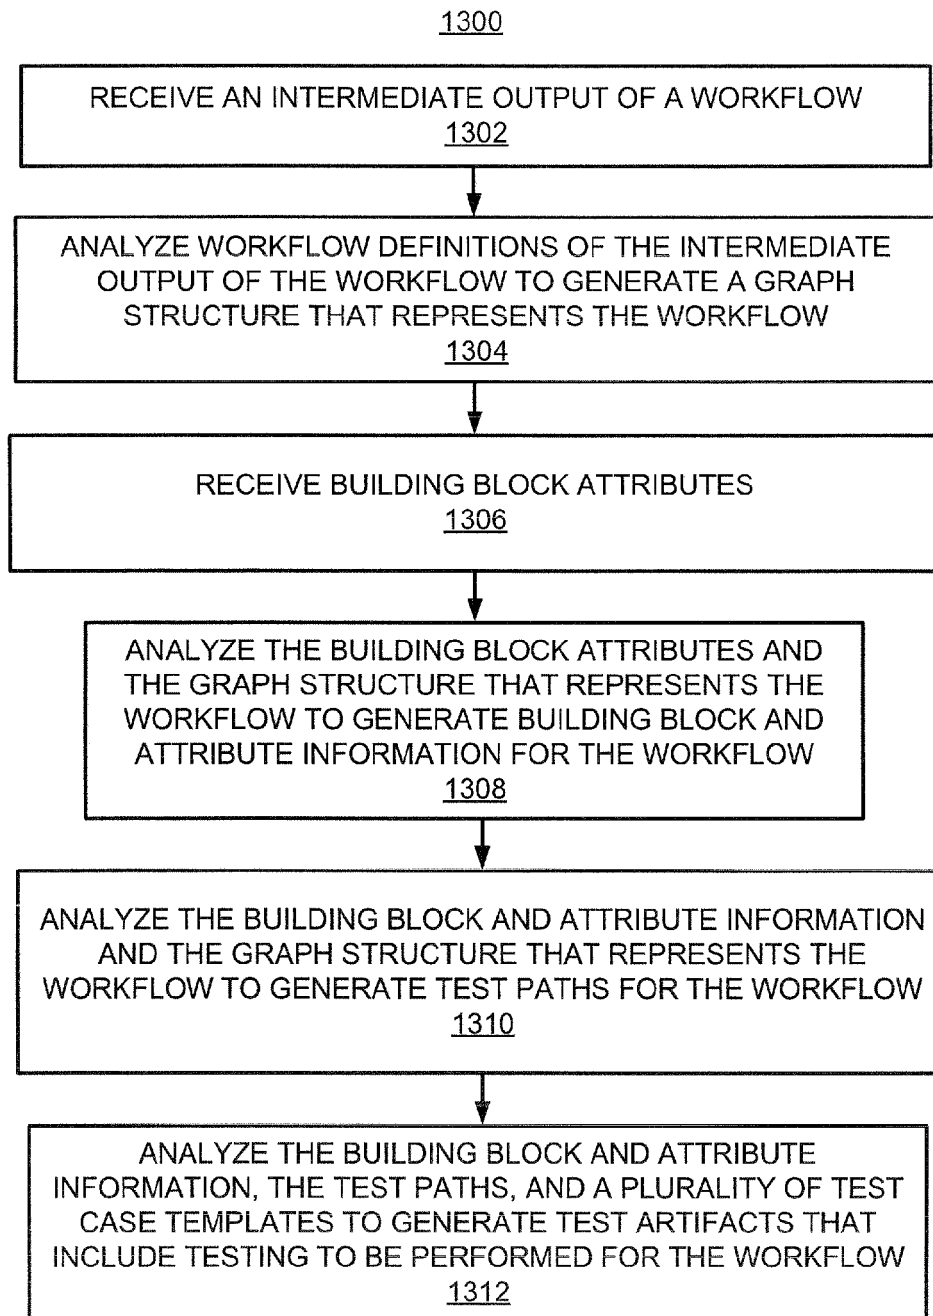 1300
RECEIVE AN INTERMEDIATE OUTPUT OF A WORKFLOW
1302
ANALYZE WORKFLOW DEFINITIONS OF THE INTERMEDIATE
OUTPUT OF THE WORKFLOW TO GENERATE A GRAPH
STRUCTURE THAT REPRESENTS THE WORKFLOW
1304
RECEIVE BUILDING BLOCK ATTRIBUTES
1306
ANALYZE THE BUILDING BLOCK ATTRIBUTES AND
THE GRAPH STRUCTURE THAT REPRESENTS THE
WORKFLOW TO GENERATE BUILDING BLOCK AND
ATTRIBUTE INFORMATION FOR THE WORKFLOW
1308
ANALYZE THE BUILDING BLOCK AND ATTRIBUTE INFORMATION
AND THE GRAPH STRUCTURE THAT REPRESENTS THE
WORKFLOW TO GENERATE TEST PATHS FOR THE WORKFLOW
1310
ANALYZE THE BUILDING BLOCK AND ATTRIBUTE
INFORMATION, THE TEST PATHS, AND A PLURALITY OF TEST
CASE TEMPLATES TO GENERATE TEST ARTIFACTS THAT
INCLUDE TESTING TO BE PERFORMED FOR THE WORKFLOW
1312